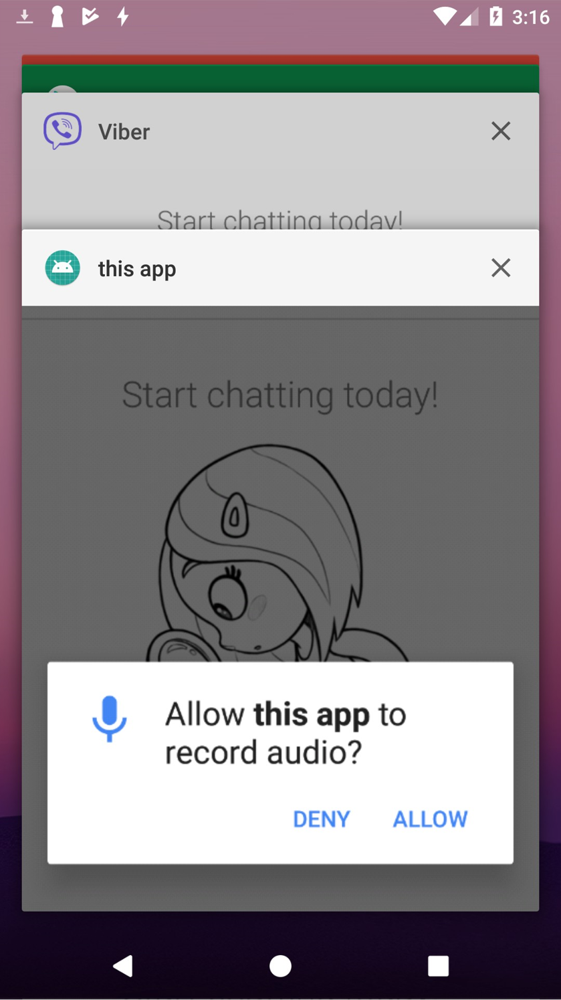 3:16
Viber
Start chatting today!
this app
Start chatting today!
Allow this app to
record audio?
DENY ALLOW